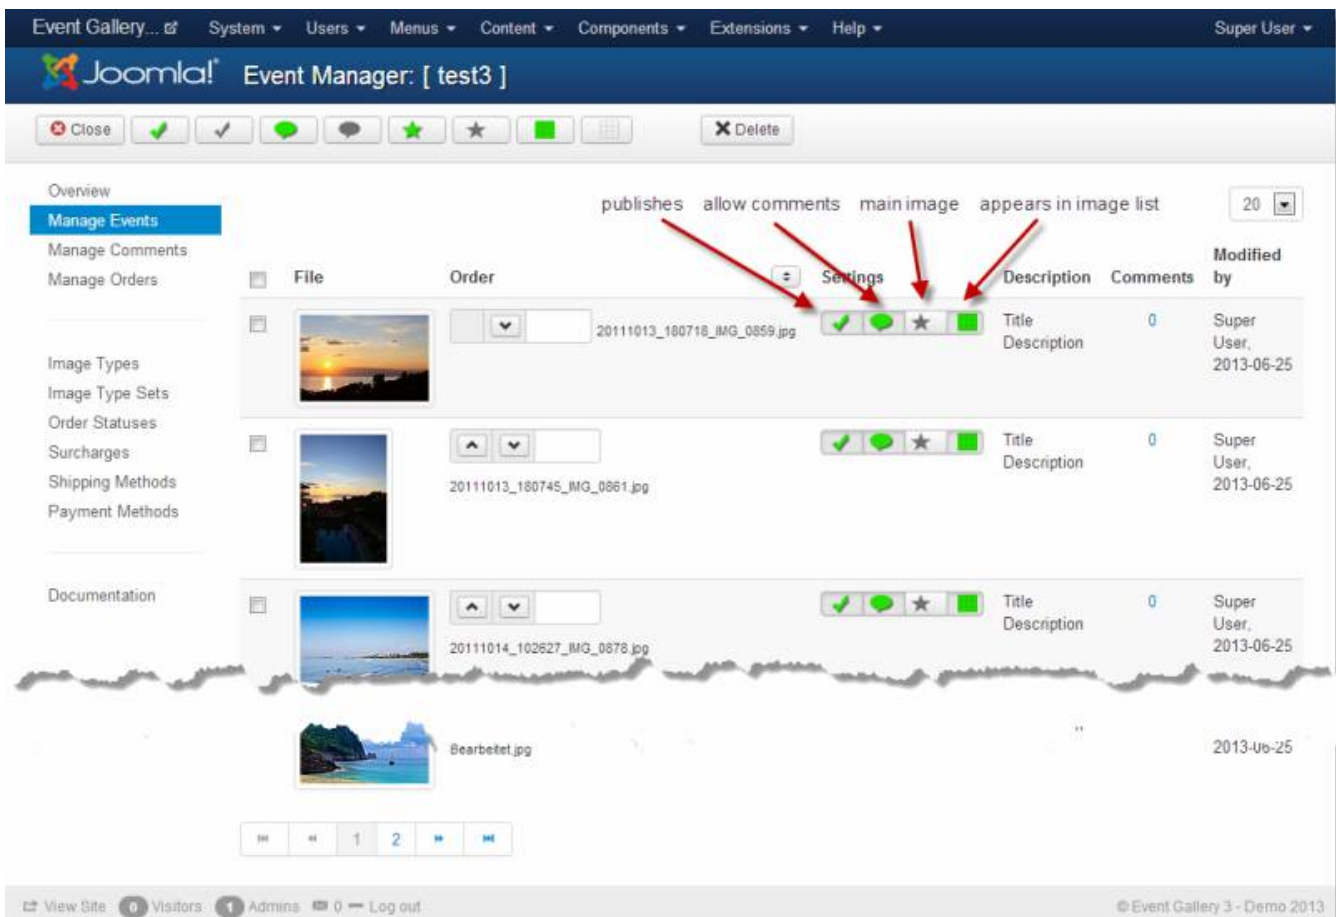 Event Gallery... System Users Menus Content Components Extensions Help Super User
Joomla! Event Manager: [ test3 ]
Close Delete
Overview
Manage Events
Manage Comments
Manage Orders
Image Types
Image Type Sets
Order Statuses
Surcharges
Shipping Methods
Payment Methods
Documentation
publishes allow comments main image appears in image list 20
File Order Settings Description Comments Modified
by
20111013_180718_IMG_0859.jpg Title 0 Super
Description User,
2013-06-25
Title 0 Super
Description User,
20111013_180745_IMG_0861.jpg 2013-06-25
Title 0 Super
Description User,
20111014_102627_IMG_0878.jpg 2013-06-25
Bearbeitet.jpg 2013-06-25
1 2
View Site 0 Visitors 1 Admins 0 Log out © Event Gallery 3 - Demo 2013